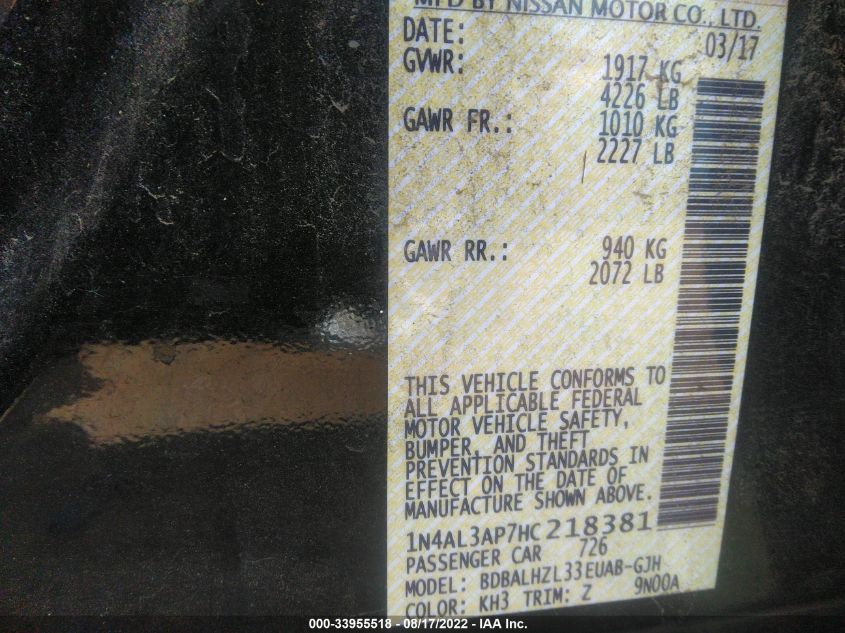 MFD BY NISSAN MOTOR CO., LTD.
DATE: 03/17
GVWR: 1917 KG
4226 LB
GAWR FR.: 1010 KG
2227 LB
GAWR RR.: 940 KG
2072 LB
THIS VEHICLE CONFORMS TO
ALL APPLICABLE FEDERAL
MOTOR VEHICLE SAFETY,
BUMPER, AND THEFT
PREVENTION STANDARDS IN
EFFECT ON THE DATE OF
MANUFACTURE SHOWN ABOVE.
1N4AL3AP7HC218381
PASSENGER CAR 726
MODEL: BDBALHZL33EUAB-GJH
COLOR: KH3 TRIM: Z 9N00A
000-33955518 - 08/17/2022 - IAA Inc.